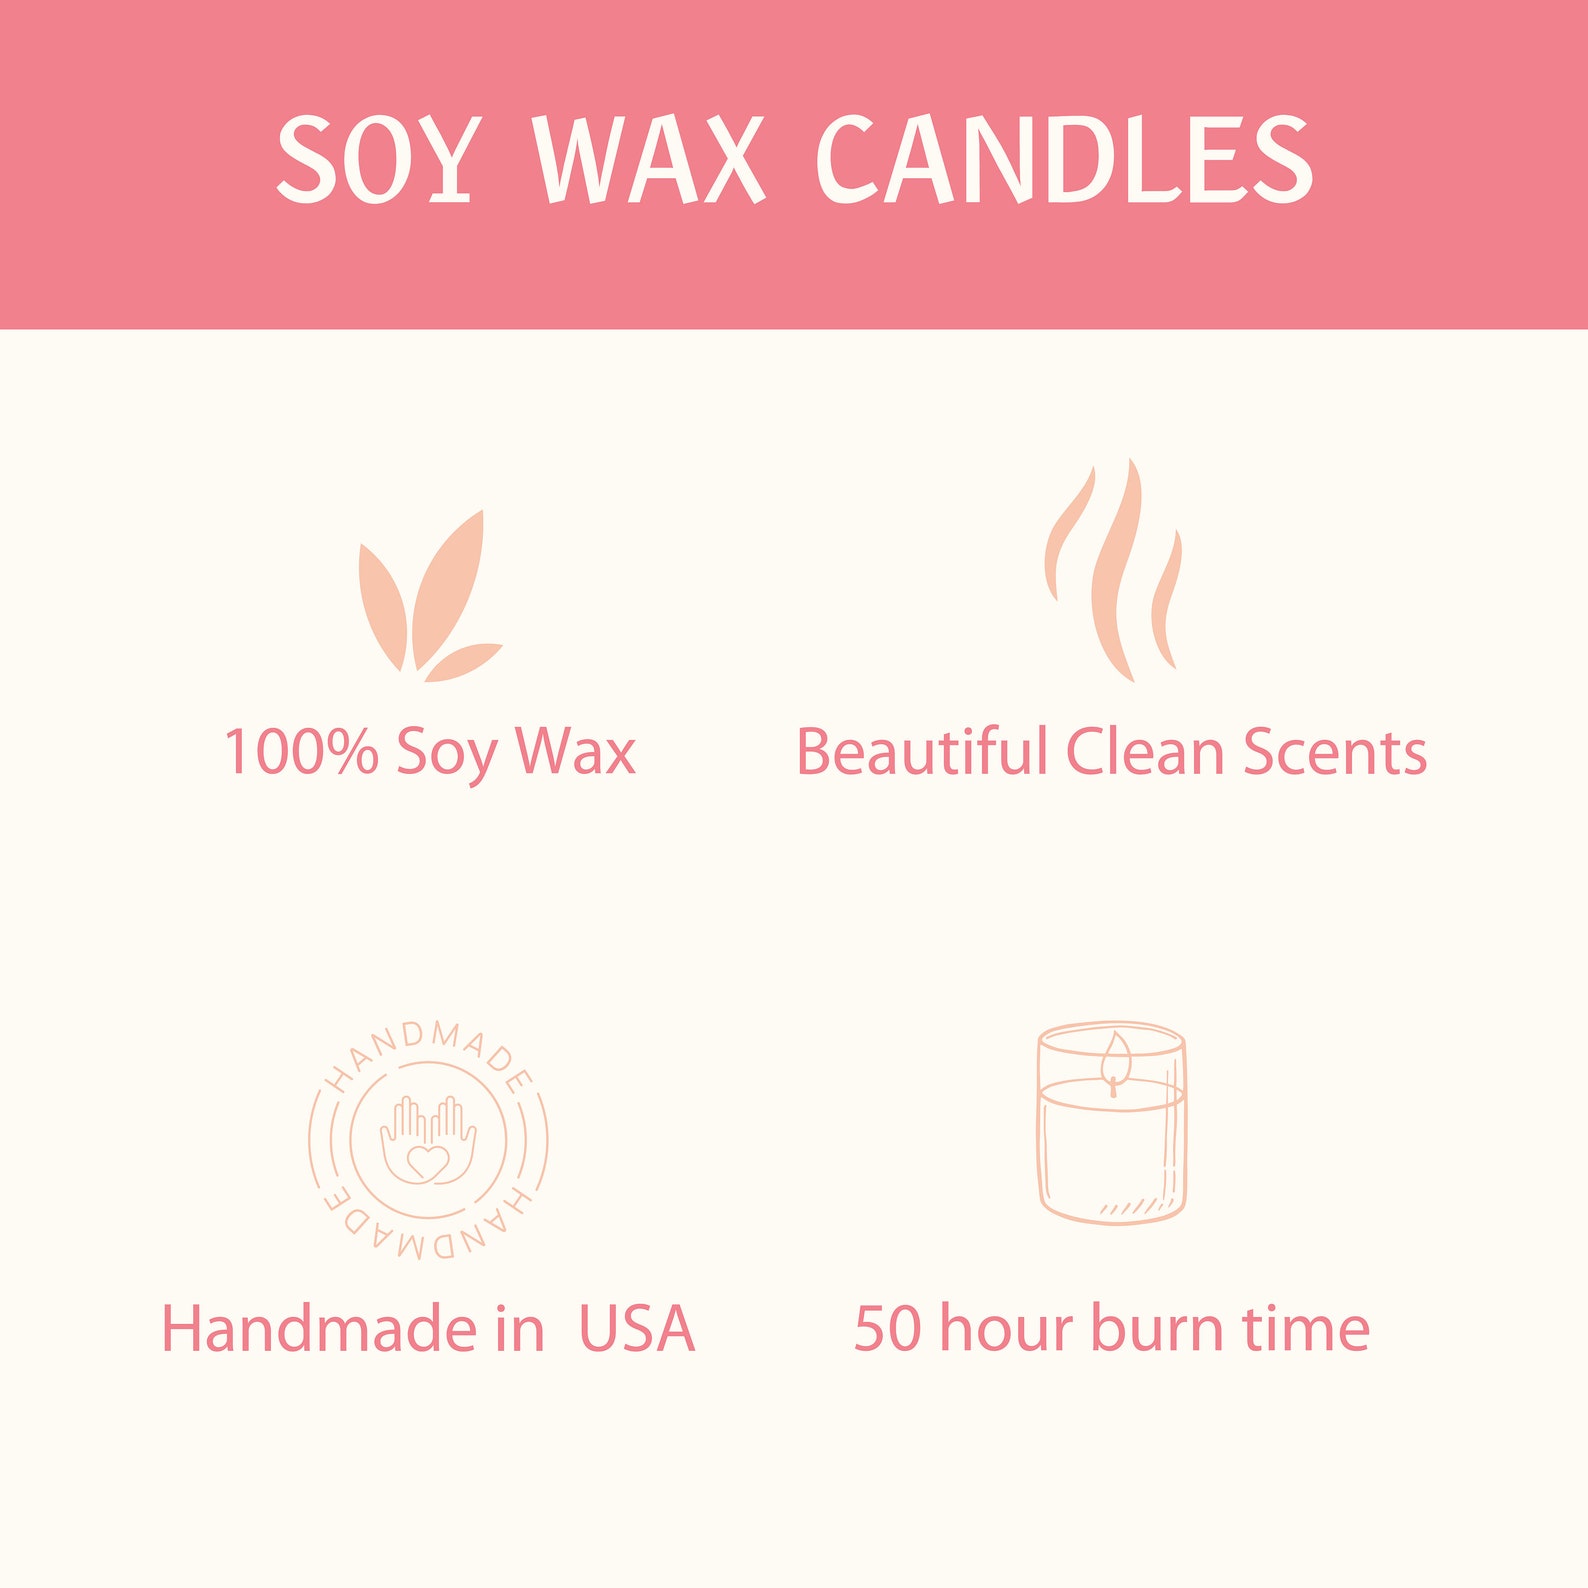 SOY WAX CANDLES
100% Soy Wax
Beautiful Clean Scents
HANDMADE
HANDMADE
Handmade in  USA
50 hour burn time